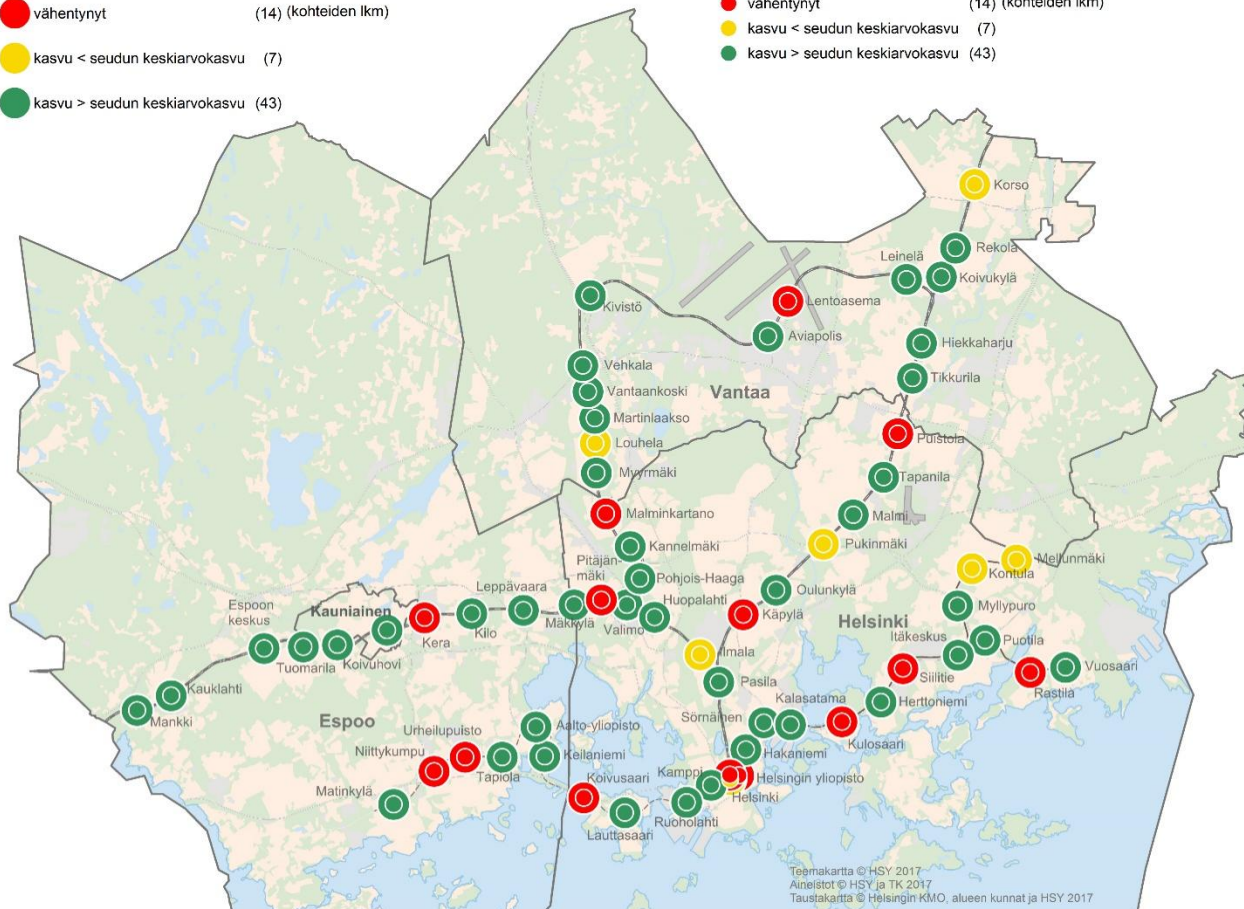 vähentynyt (14) (kohteiden lkm)
kasvu < seudun keskiarvokasvu (7)
kasvu > seudun keskiarvokasvu (43)
vähentynyt (14) (kohteiden lkm)
kasvu < seudun keskiarvokasvu (7)
kasvu > seudun keskiarvokasvu (43)
Korso
Rekola
Leinelä
Koivukylä
Kivistö
Lentoasema
Aviapolis
Hiekkaharju
Vehkala
Tikkurila
Vantaankoski
Vantaa
Martinlaakso
Puistola
Louhela
Myyrmäki
Tapanila
Malminkartano
Malmi
Kannelmäki
Pukinmäki
Mellunmäki
Pitäjän-
mäki
Kontula
Pohjois-Haaga
Leppävaara
Oulunkylä
Myllypuro
Espoon
keskus
Kauniainen
Huopalahti
Käpylä
Helsinki
Mäkkylä
Valimo
Kilo
Kera
Itäkeskus
Puotila
Tuomarila
Koivuhovi
Ilmala
Vuosaari
Siilitie
Pasila
Rastila
Kauklahti
Kalasatama
Herttoniemi
Mankki
Espoo
Sörnäinen
Urheilupuisto
Aalto-yliopisto
Kulosaari
Niittykumpu
Keilaniemi
Hakaniemi
Tapiola
Koivusaari
Kamppi
Helsingin yliopisto
Matinkylä
Helsinki
Ruoholahti
Lauttasaari
Teemakartta © HSY 2017
Aineistot © HSY ja TK 2017
Taustakartta © Helsingin KMO, alueen kunnat ja HSY 2017